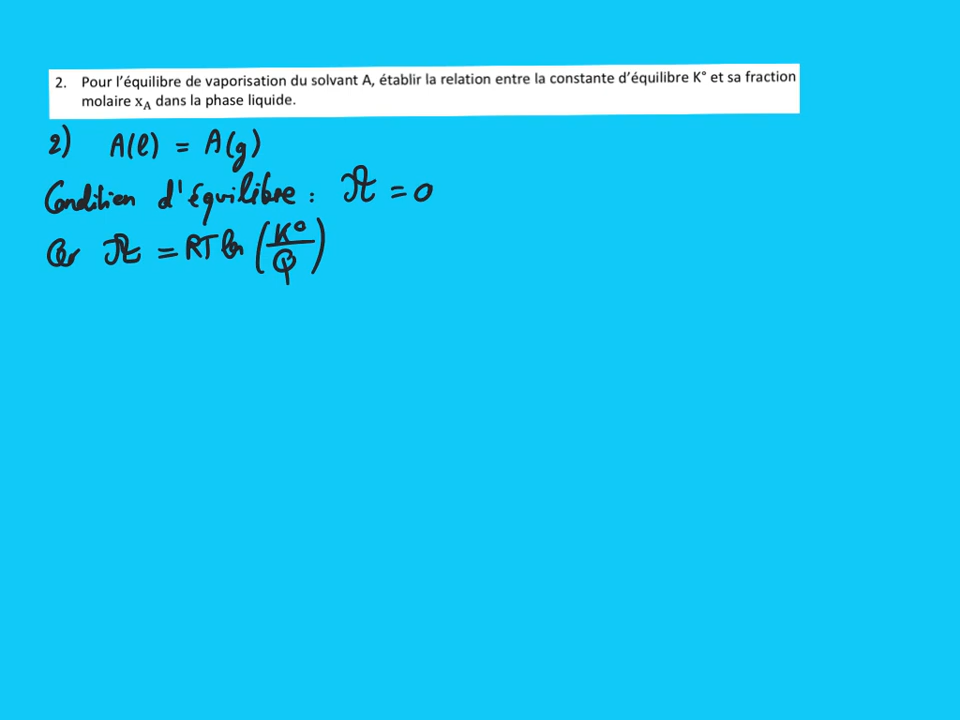 2. Pour l'équilibre de vaporisation du solvant A, établir la relation entre la constante d'équilibre K° et sa fraction
molaire x_A dans la phase liquide.
2) A(l) = A(g)
Condition d'équilibre : 𝒜 = 0
Or 𝒜 = RT ln (K°/Q)